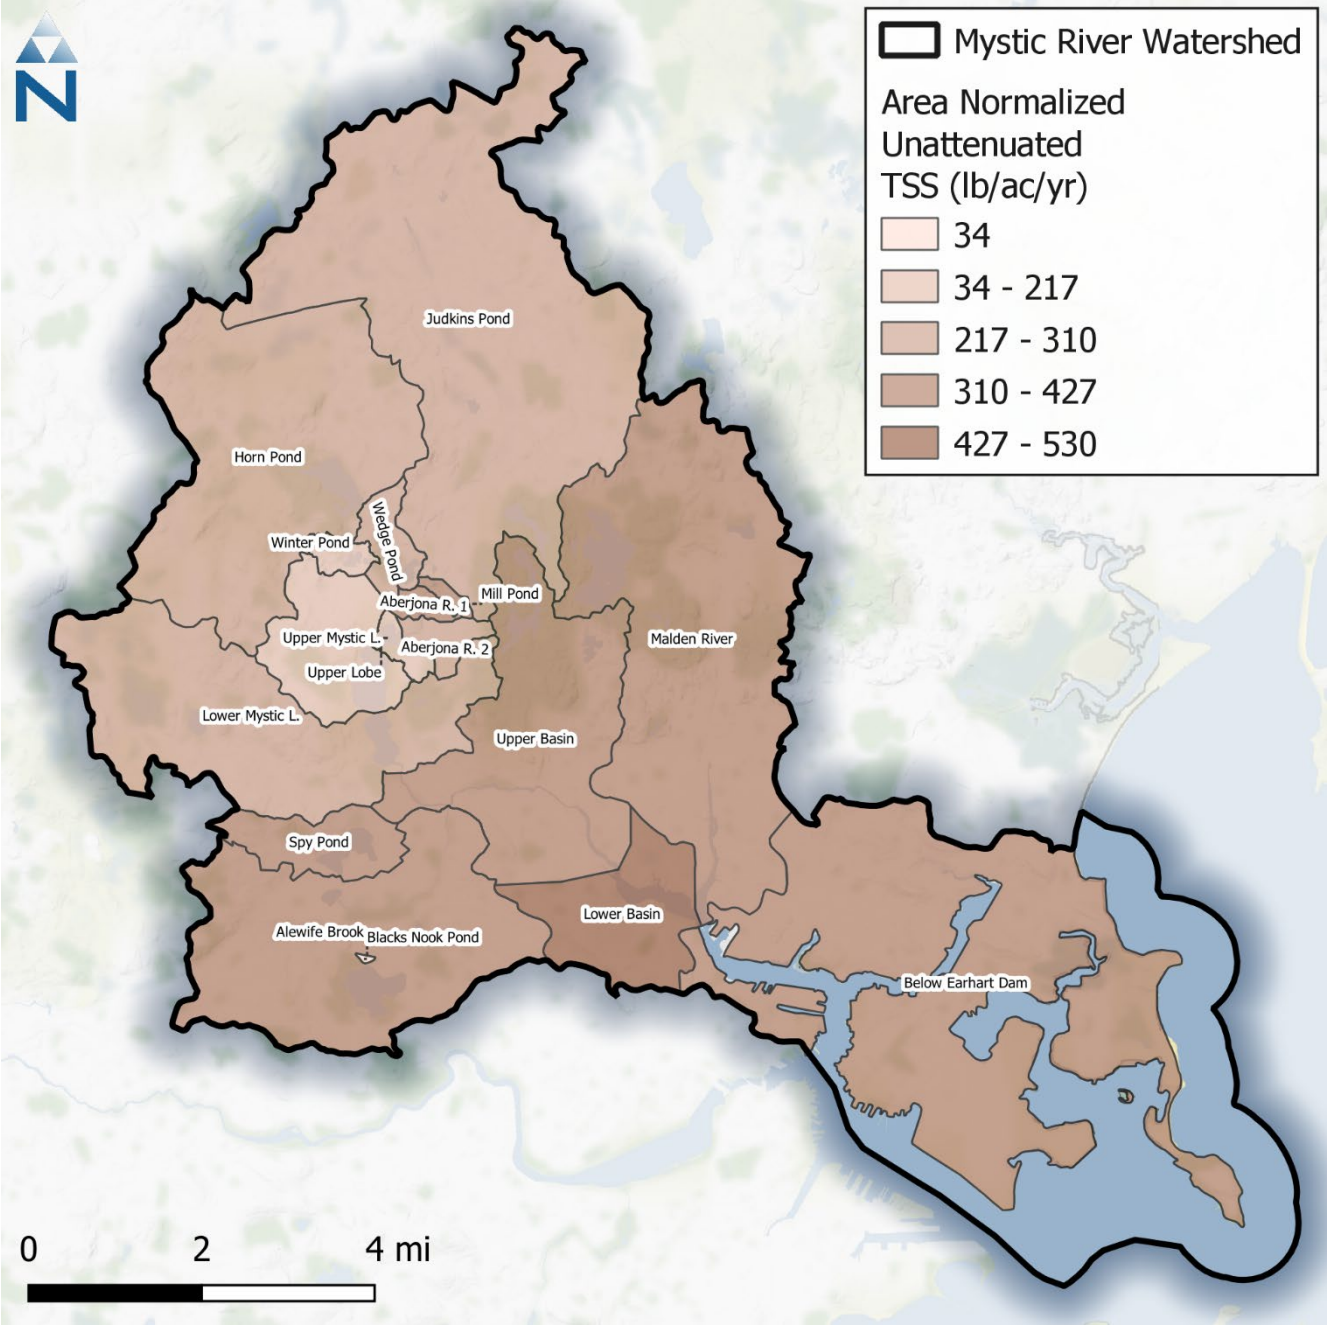 N
Mystic River Watershed
Area Normalized
Unattenuated
TSS (lb/ac/yr)
34
34 - 217
217 - 310
310 - 427
427 - 530
Judkins Pond
Horn Pond
Wedge Pond
Winter Pond
Mill Pond
Aberjona R. 1
Upper Mystic L.
Aberjona R. 2
Malden River
Upper Lobe
Lower Mystic L.
Upper Basin
Spy Pond
Lower Basin
Alewife Brook
Blacks Nook Pond
Below Earhart Dam
0 2 4 mi